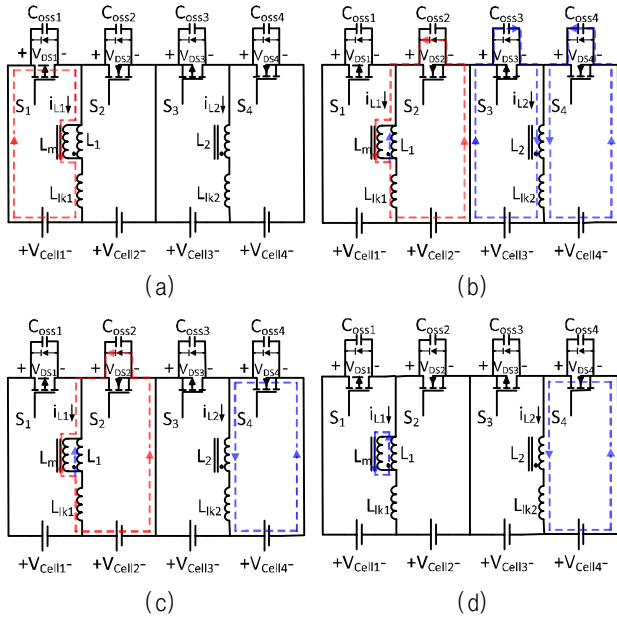 Coss1 Coss2 Coss3 Coss4
+ VDS1 - + VDS2 - + VDS3 - + VDS4 -
S1 iL1 S2 S3 iL2 S4
Lm L1 L2
Llk1 Llk2
+VCell1- +VCell2- +VCell3- +VCell4-
(a)
Coss1 Coss2 Coss3 Coss4
+ VDS1 - + VDS2 - + VDS3 - + VDS4 -
S1 iL1 S2 S3 iL2 S4
Lm L1 L2
Llk1 Llk2
+VCell1- +VCell2- +VCell3- +VCell4-
(b)
Coss1 Coss2 Coss3 Coss4
+ VDS1 - + VDS2 - + VDS3 - + VDS4 -
S1 iL1 S2 S3 iL2 S4
Lm L1 L2
Llk1 Llk2
+VCell1- +VCell2- +VCell3- +VCell4-
(c)
Coss1 Coss2 Coss3 Coss4
+ VDS1 - + VDS2 - + VDS3 - + VDS4 -
S1 iL1 S2 S3 iL2 S4
Lm L1 L2
Llk1 Llk2
+VCell1- +VCell2- +VCell3- +VCell4-
(d)